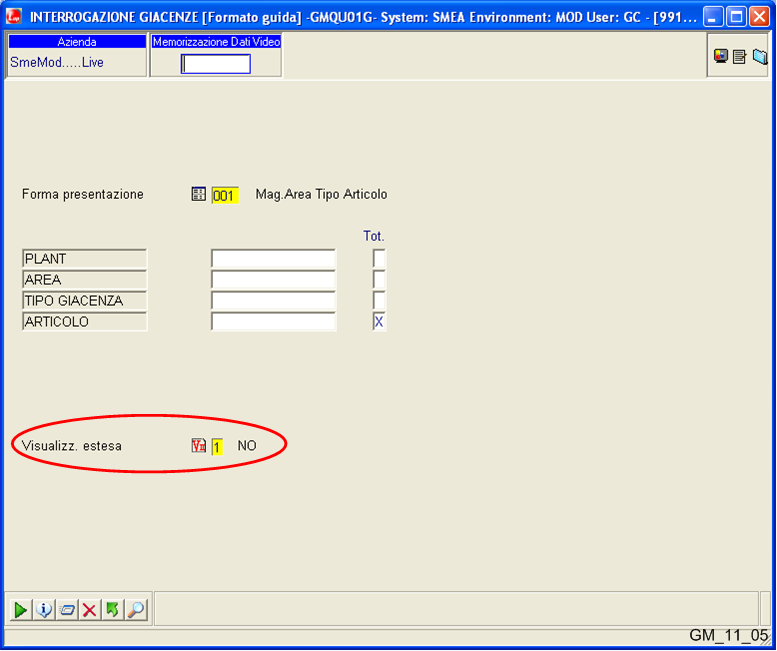 INTERROGAZIONE GIACENZE [Formato guida] -GMQU01G- System: SMEA Environment: MOD User: GC - [991...
Azienda
Memorizzazione Dati Video
SmeMod.....Live
Forma presentazione 001 Mag.Area Tipo Articolo
Tot.
PLANT
AREA
TIPO GIACENZA
ARTICOLO X
Visualizz. estesa 1 NO
GM_11_05